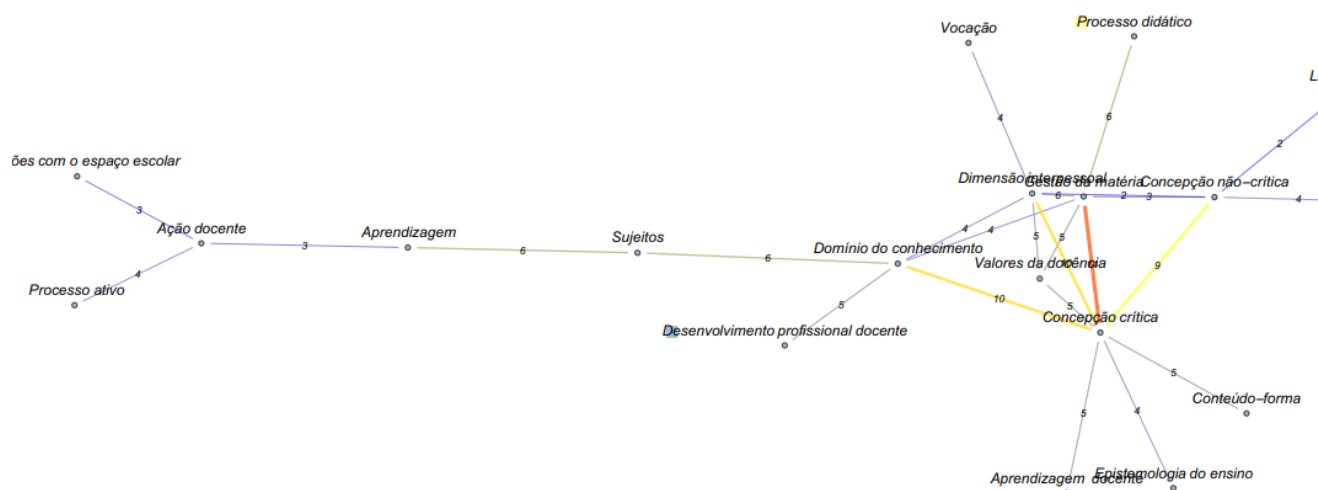 Vocação
Processo didático
L
ões com o espaço escolar
Ação docente
Processo ativo
Aprendizagem
Sujeitos
Domínio do conhecimento
Desenvolvimento profissional docente
Dimensão interpessoal
Gestão da matéria
Concepção não–crítica
Valores da docência
Concepção crítica
Conteúdo–forma
Aprendizagem docente
Epistemologia do ensino
3
4
3
6
6
5
4
4
10
4
6
6
2
3
2
4
5
5
9
5
5
5
4